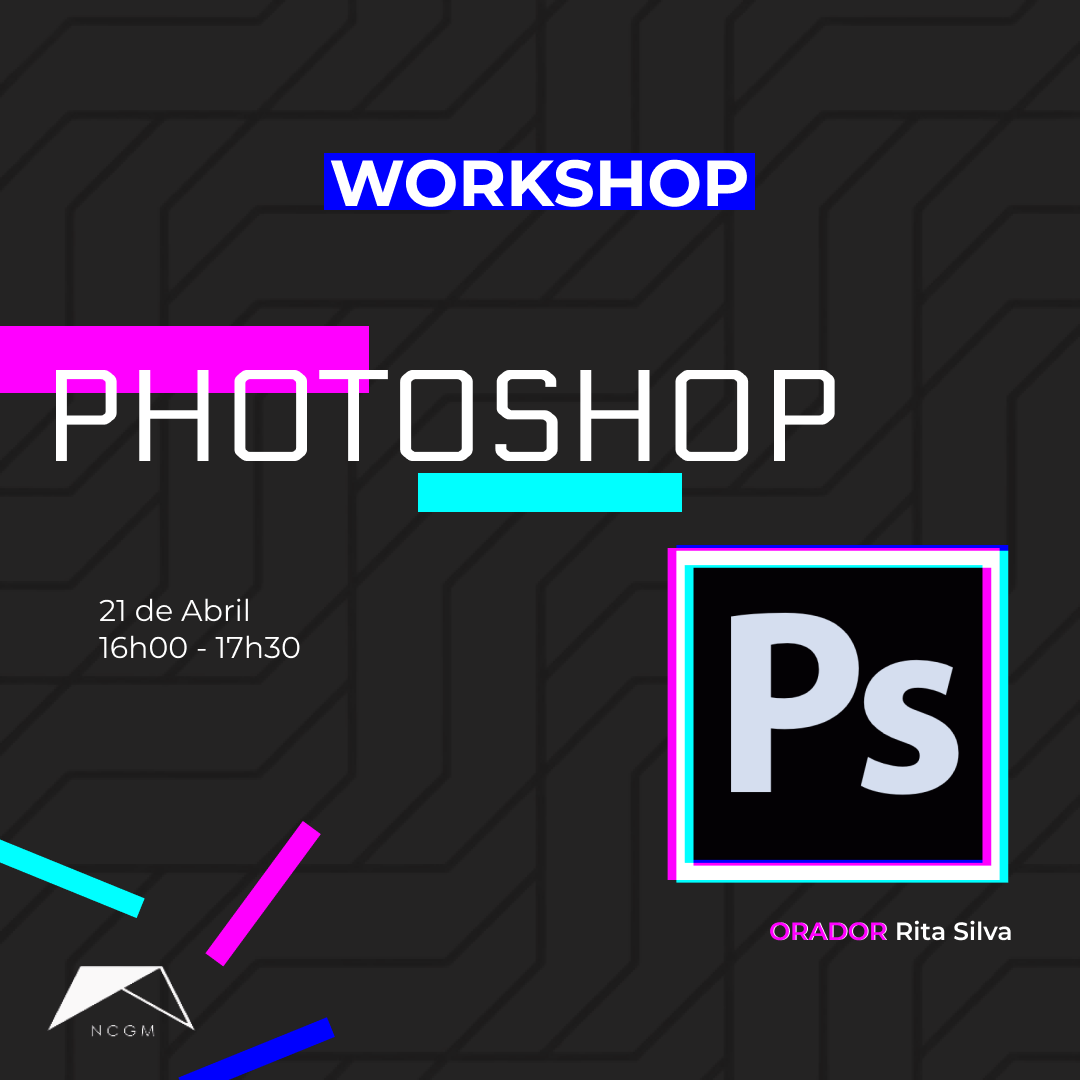 WORKSHOP
PHOTOSHOP
21 de Abril
16h00 - 17h30
Ps
ORADOR Rita Silva
NCGM